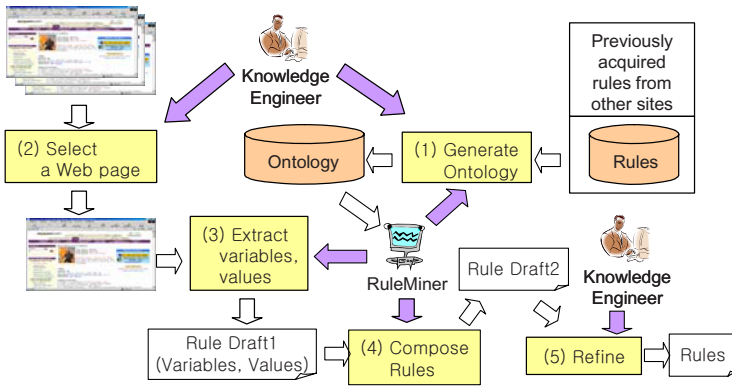 Knowledge
Engineer
Previously
acquired
rules from
other sites
(2) Select
a Web page
Ontology
(1) Generate
Ontology
Rules
(3) Extract
variables,
values
RuleMiner
Rule Draft2
Knowledge
Engineer
Rule Draft1
(Variables, Values)
(4) Compose
Rules
(5) Refine
Rules